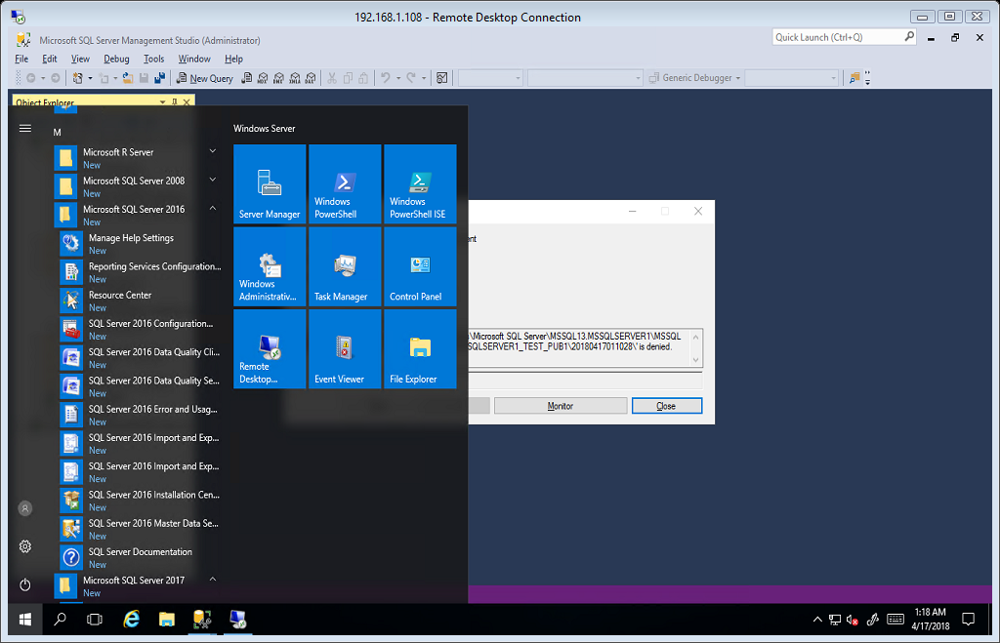 192.168.1.108 - Remote Desktop Connection
Microsoft SQL Server Management Studio (Administrator)
Quick Launch (Ctrl+Q)
File Edit View Debug Tools Window Help
New Query
Generic Debugger
Object Explorer
M
Microsoft R Server
New
Microsoft SQL Server 2008
New
Microsoft SQL Server 2016
New
Manage Help Settings
New
Reporting Services Configuration...
New
Resource Center
New
SQL Server 2016 Configuration...
New
SQL Server 2016 Data Quality Cli...
New
SQL Server 2016 Data Quality Se...
New
SQL Server 2016 Error and Usag...
New
SQL Server 2016 Import and Exp...
New
SQL Server 2016 Import and Exp...
New
SQL Server 2016 Installation Cen...
New
SQL Server 2016 Master Data Se...
New
SQL Server Documentation
New
Microsoft SQL Server 2017
New
Windows Server
Server Manager
Windows
PowerShell
Windows
PowerShell ISE
Windows
Administrativ...
Task Manager
Control Panel
Remote
Desktop...
Event Viewer
File Explorer
\Microsoft SQL Server\MSSQL13.MSSQLSERVER1\MSSQL
SQLSERVER1_TEST_PUB1\20180417011028\' is denied.
Monitor
Close
1:18 AM
4/17/2018